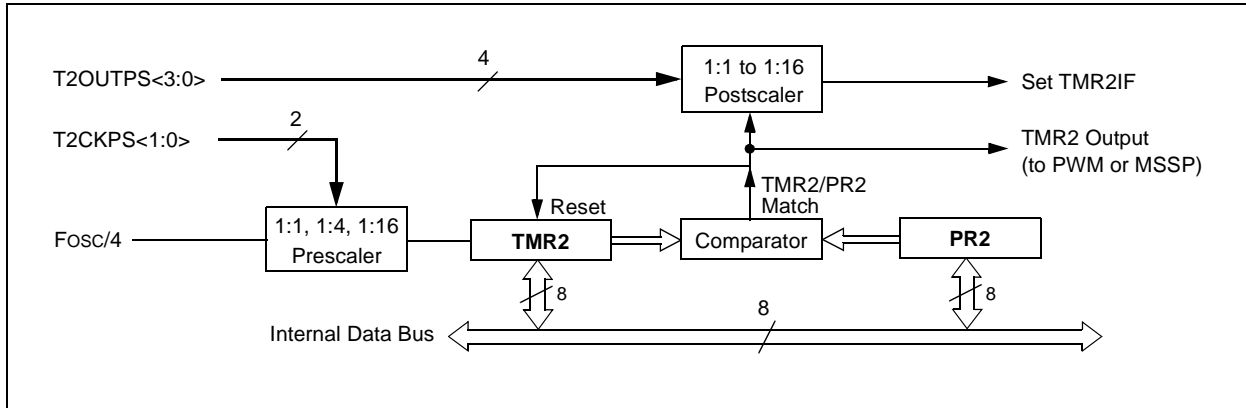 T2OUTPS<3:0>
4
1:1 to 1:16
Postscaler
Set TMR2IF
T2CKPS<1:0>
2
TMR2 Output
(to PWM or MSSP)
TMR2/PR2
Match
Reset
FOSC/4
1:1, 1:4, 1:16
Prescaler
TMR2
Comparator
PR2
8
8
Internal Data Bus
8